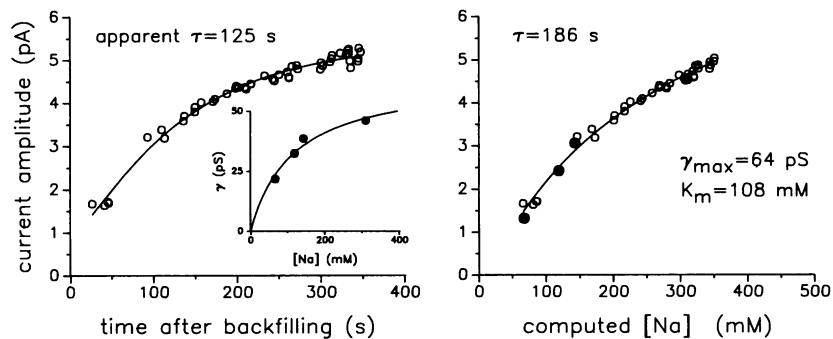 apparent τ=125 s
current amplitude (pA)
6
5
4
3
2
1
0
0 100 200 300 400
time after backfilling (s)
γ (pS)
50
25
0
0 200 400
[Na] (mM)
τ=186 s
6
5
4
3
2
1
0
γmax=64 pS
Km=108 mM
0 100 200 300 400 500
computed [Na] (mM)